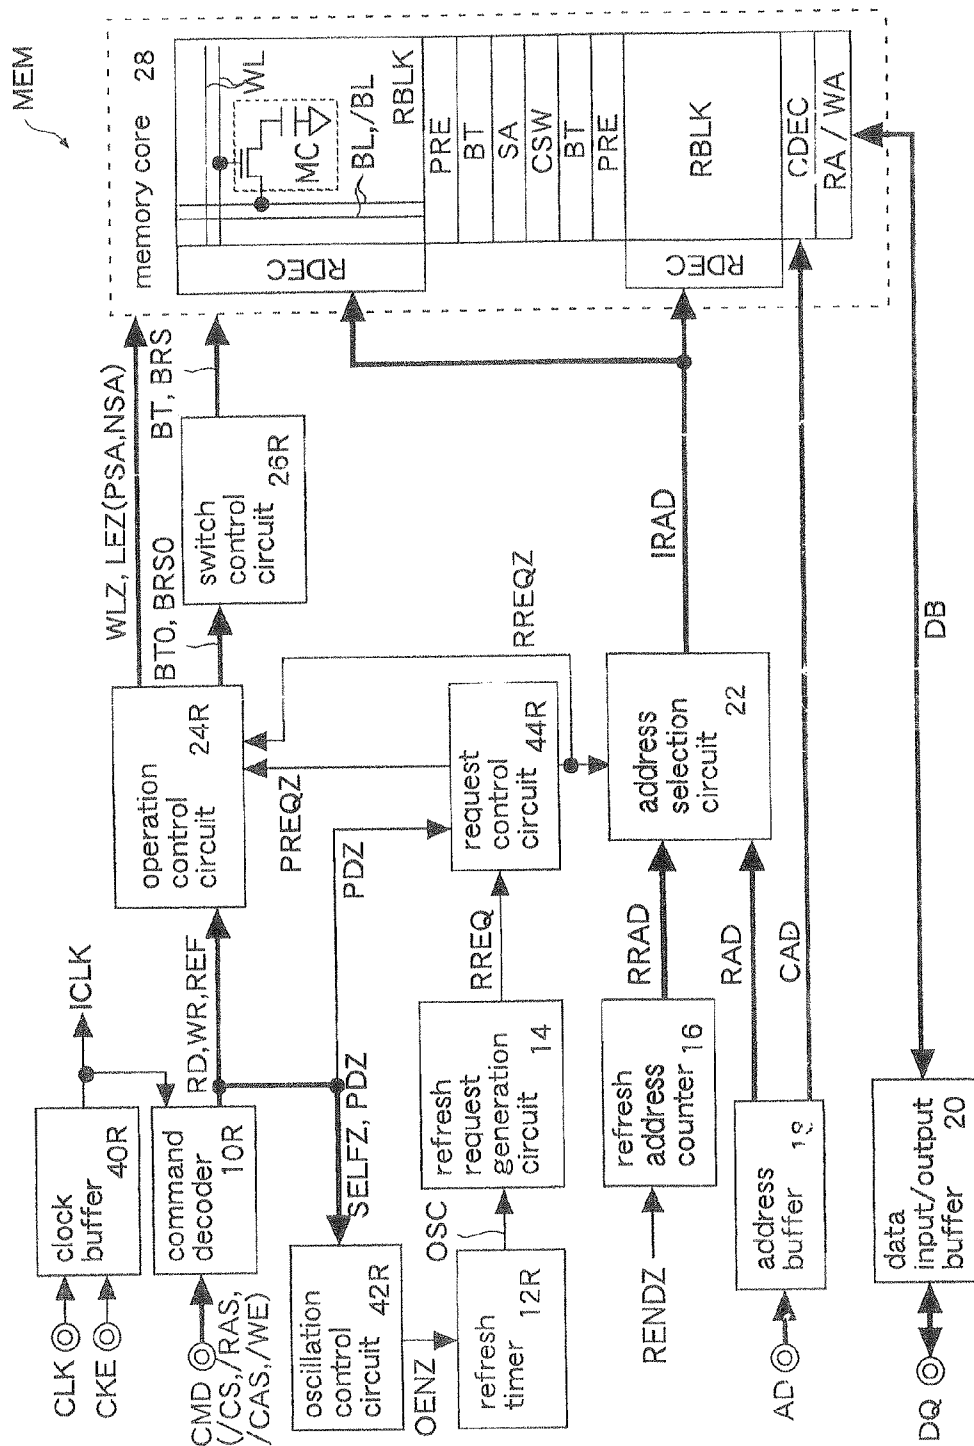 MEM
CLK
CKE
clock
buffer
40R
ICLK
CMD
(/CS,/RAS,
/CAS,/WE)
command
decoder
10R
RD,WR,REF
operation
control
circuit
24R
WLZ, LEZ(PSA,NSA)
BT0, BRS0
switch
control
circuit
26R
BT, BRS
SELFZ, PDZ
PDZ
PREQZ
RREQZ
oscillation
control
circuit
42R
OENZ
refresh
timer
12R
OSC
refresh
request
generation
circuit
14
RREQ
request
control
circuit
44R
RENDZ
refresh
address
counter
16
RRAD
address
selection
circuit
22
IRAD
AD
address
buffer
18
RAD
CAD
DQ
data
input/output
buffer
20
DB
memory core
28
WL
MC
BL,/BL
RBLK
RDEC
PRE
BT
SA
CSW
BT
PRE
RBLK
RDEC
CDEC
RA / WA